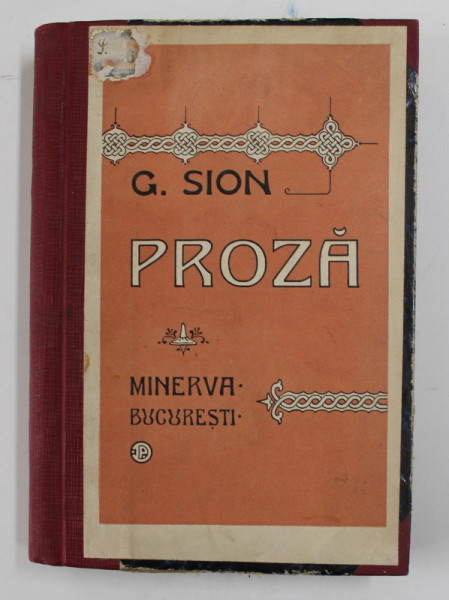 G. SION
PROZĂ
MINERVA·
BUCUREȘTI·